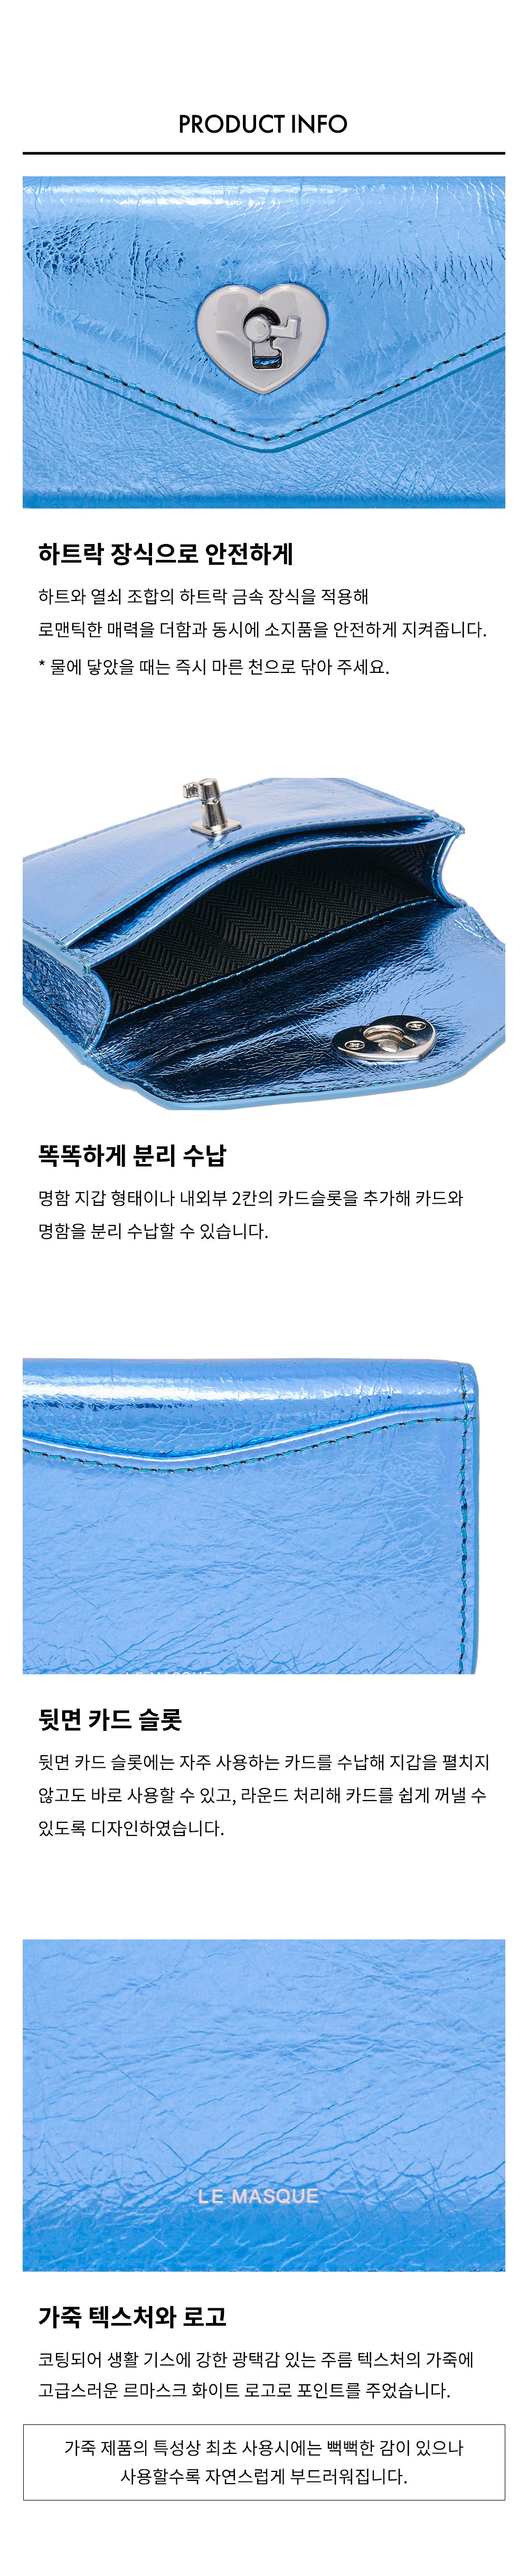 PRODUCT INFO
하트락 장식으로 안전하게
하트와 열쇠 조합의 하트락 금속 장식을 적용해
로맨틱한 매력을 더함과 동시에 소지품을 안전하게 지켜줍니다.
* 물에 닿았을 때는 즉시 마른 천으로 닦아 주세요.
똑똑하게 분리 수납
명함 지갑 형태이나 내외부 2칸의 카드슬롯을 추가해 카드와
명함을 분리 수납할 수 있습니다.
뒷면 카드 슬롯
뒷면 카드 슬롯에는 자주 사용하는 카드를 수납해 지갑을 펼치지
않고도 바로 사용할 수 있고, 라운드 처리해 카드를 쉽게 꺼낼 수
있도록 디자인하였습니다.
LE MASQUE
가죽 텍스처와 로고
코팅되어 생활 기스에 강한 광택감 있는 주름 텍스처의 가죽에
고급스러운 르마스크 화이트 로고로 포인트를 주었습니다.
가죽 제품의 특성상 최초 사용시에는 뻑뻑한 감이 있으나
사용할수록 자연스럽게 부드러워집니다.